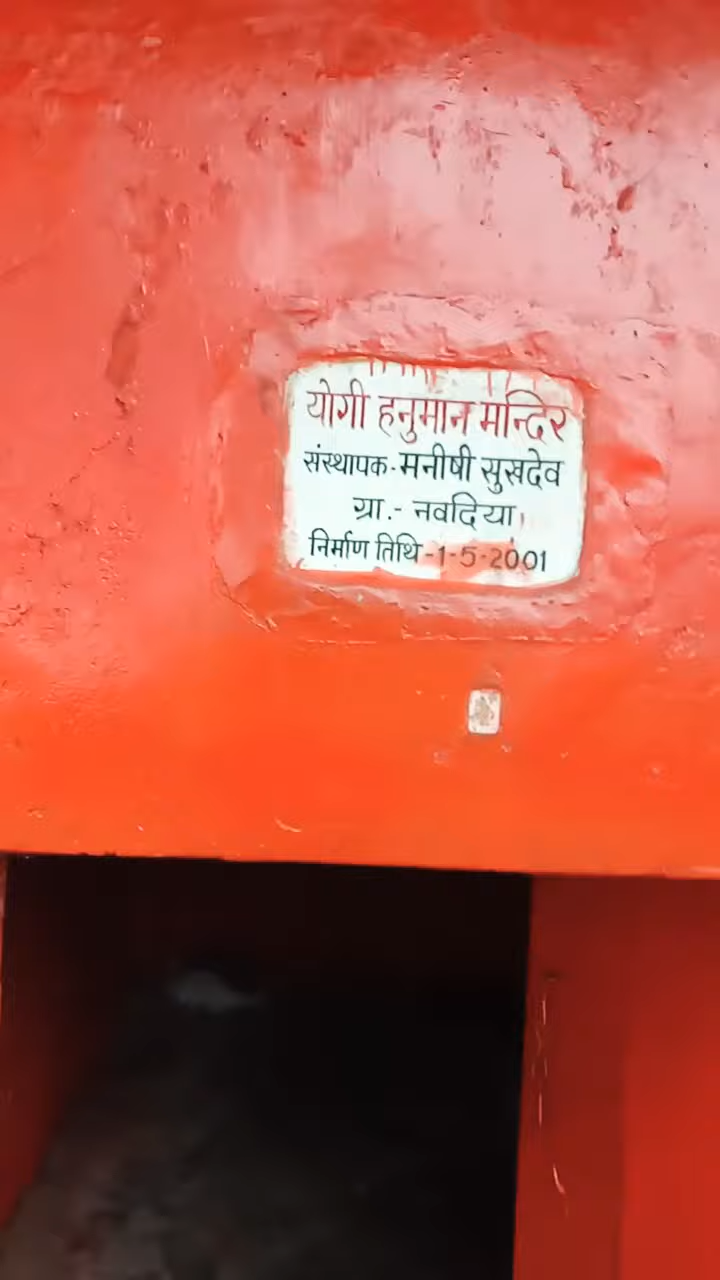 योगी हनुमान मन्दिर
संस्थापक-मनीषी सुखदेव
ग्रा.- नवदिया
निर्माण तिथि-1-5-2001